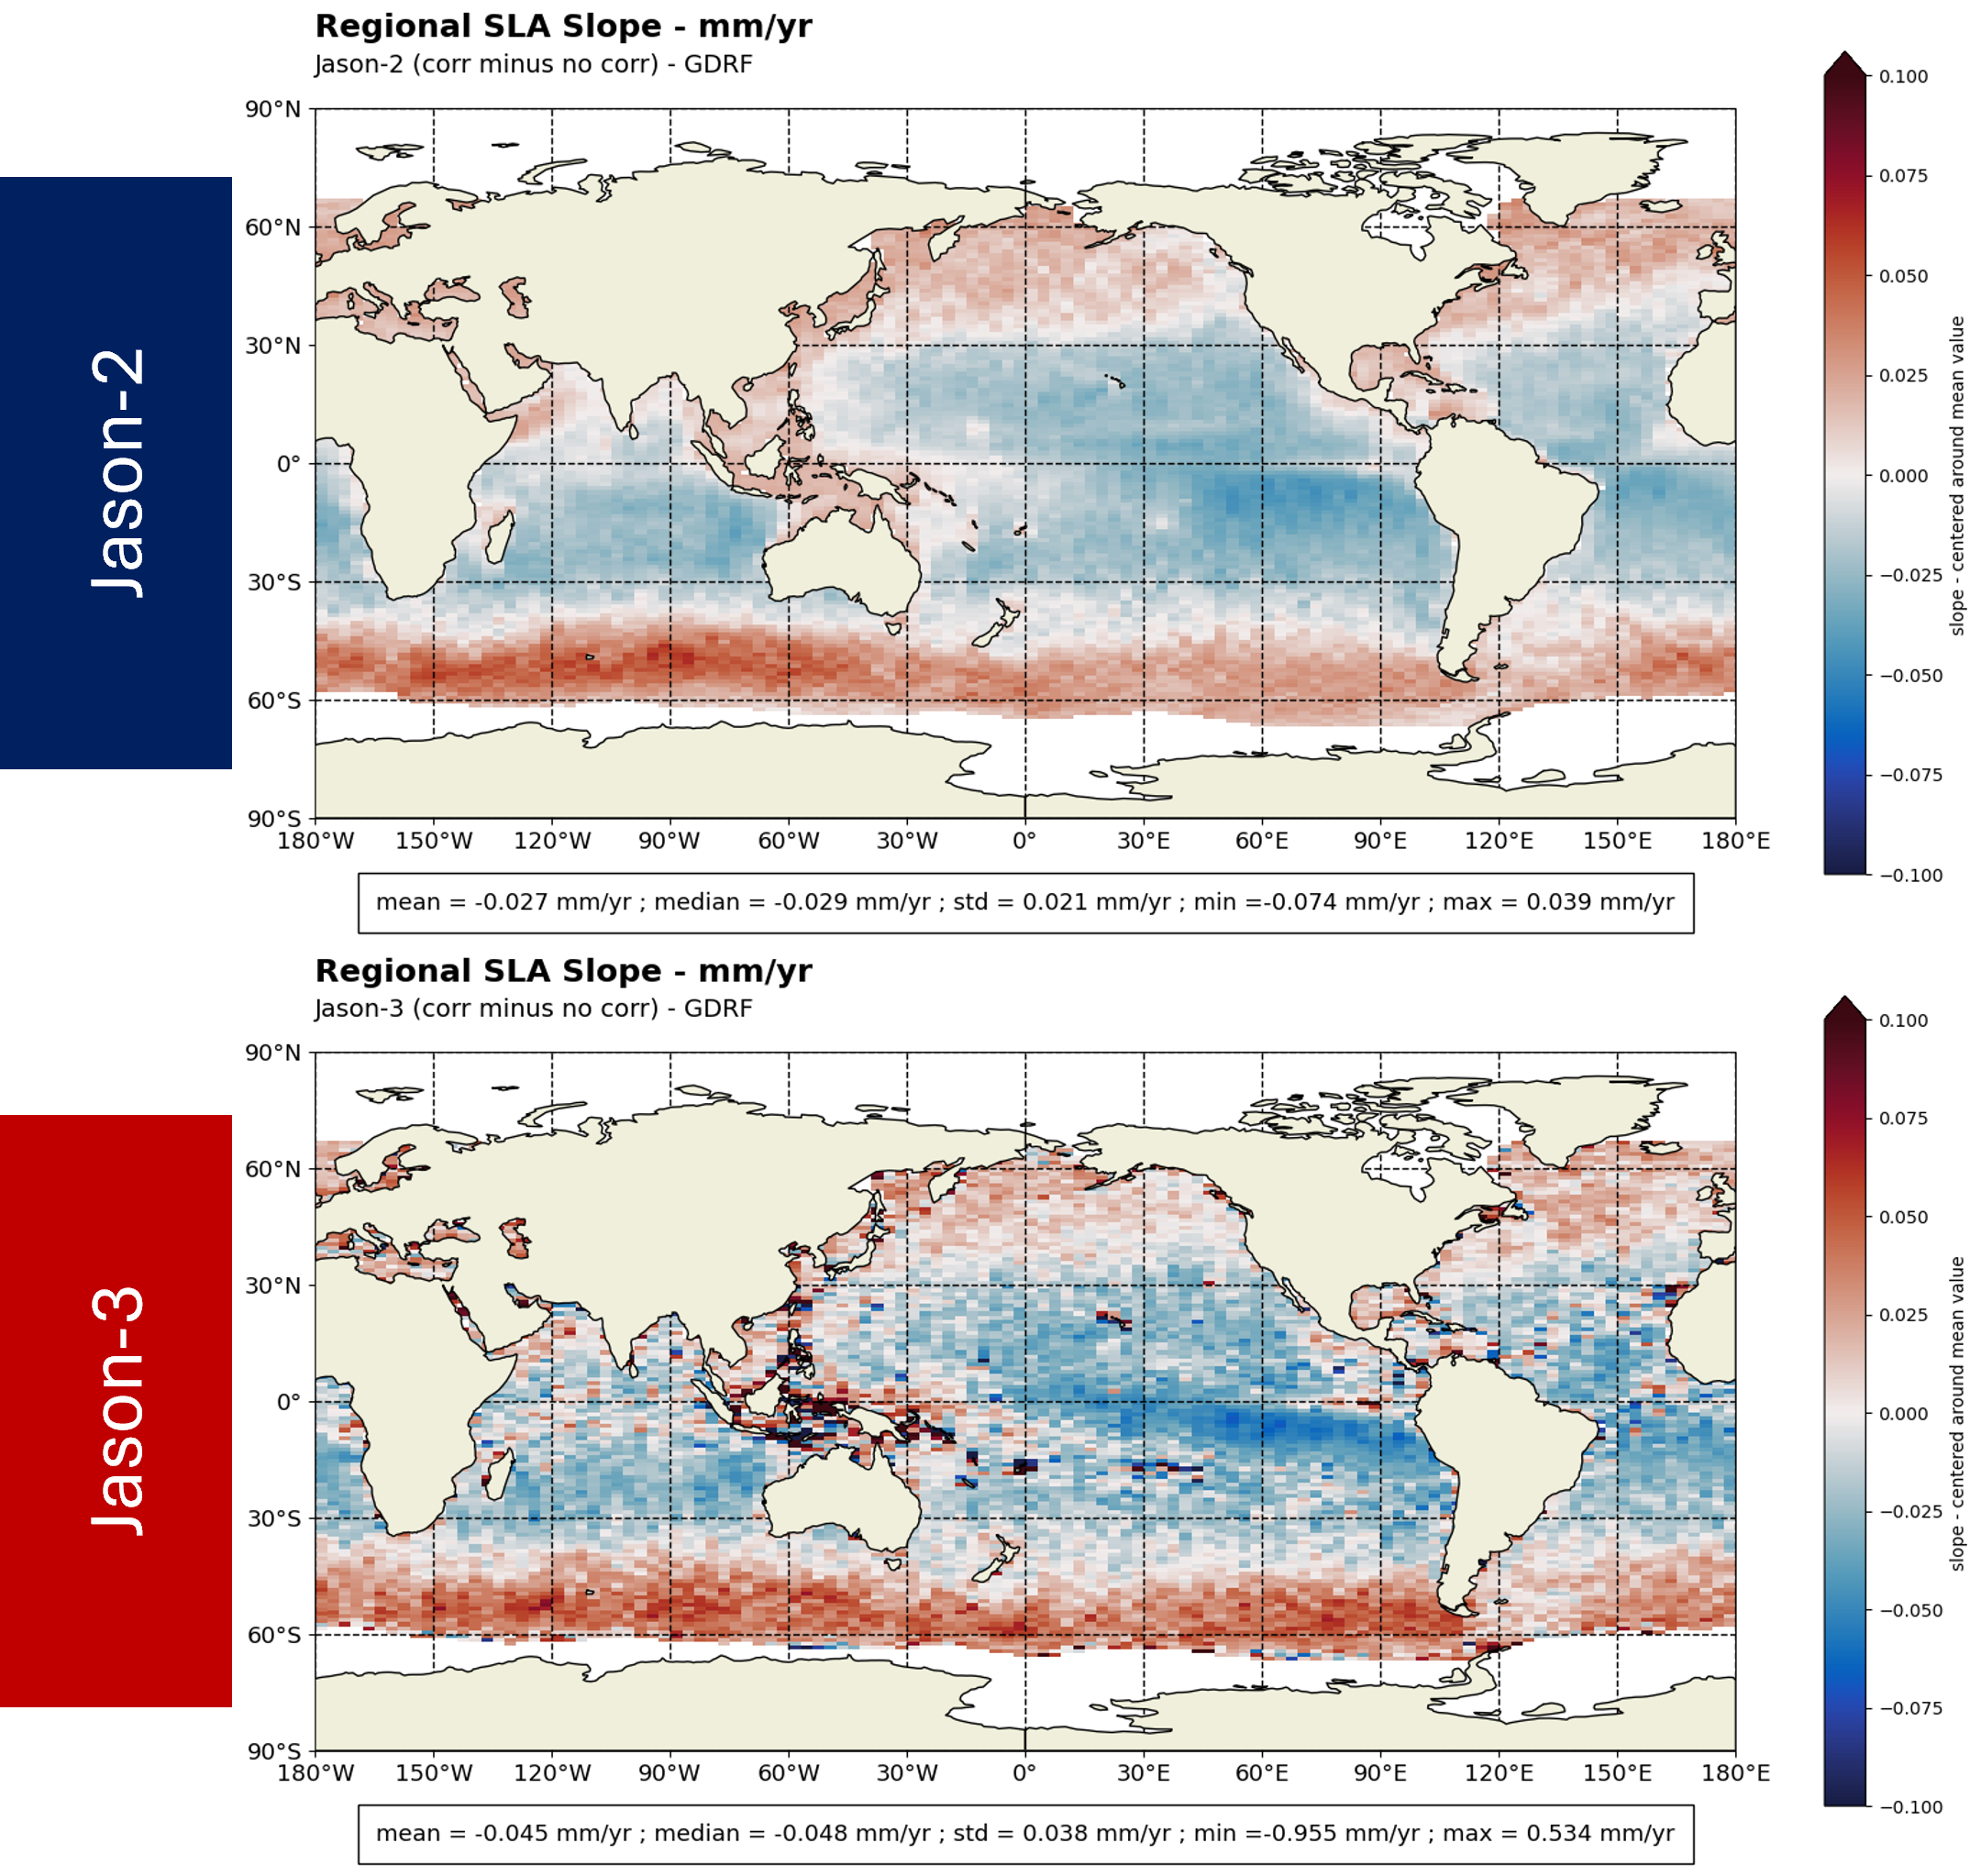 Regional SLA Slope - mm/yr
Jason-2 (corr minus no corr) - GDRF
Jason-2
90°N
60°N
30°N
0°
30°S
60°S
90°S
180°W 150°W 120°W 90°W 60°W 30°W 0° 30°E 60°E 90°E 120°E 150°E 180°E
0.100
0.075
0.050
0.025
0.000
−0.025
−0.050
−0.075
−0.100
slope - centered around mean value
mean = -0.027 mm/yr ; median = -0.029 mm/yr ; std = 0.021 mm/yr ; min =-0.074 mm/yr ; max = 0.039 mm/yr
Regional SLA Slope - mm/yr
Jason-3 (corr minus no corr) - GDRF
Jason-3
90°N
60°N
30°N
0°
30°S
60°S
90°S
180°W 150°W 120°W 90°W 60°W 30°W 0° 30°E 60°E 90°E 120°E 150°E 180°E
0.100
0.075
0.050
0.025
0.000
−0.025
−0.050
−0.075
−0.100
slope - centered around mean value
mean = -0.045 mm/yr ; median = -0.048 mm/yr ; std = 0.038 mm/yr ; min =-0.955 mm/yr ; max = 0.534 mm/yr